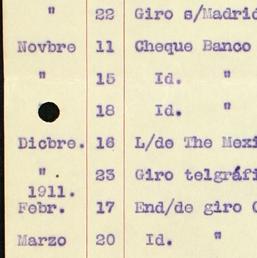 " 22 Giro s/Madrid
Novbre 11 Cheque Banco
" 15 Id. "
18 Id. "
Dicbre. 16 L/de The Mexi
". 23 Giro telgráfi
1911.
Febr. 17 End/de giro
Marzo 20 Id. "